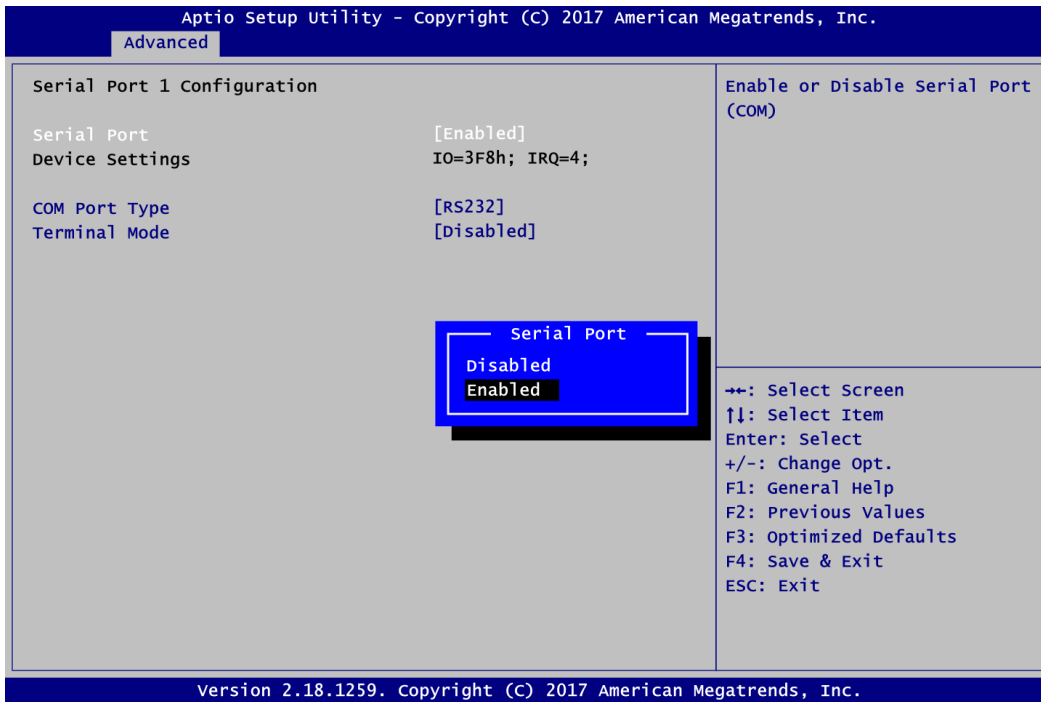 Aptio Setup Utility - Copyright (C) 2017 American Megatrends, Inc.
Advanced
Serial Port 1 Configuration
Serial Port [Enabled]
Device Settings IO=3F8h; IRQ=4;
COM Port Type [RS232]
Terminal Mode [Disabled]
Serial Port
Disabled
Enabled
Enable or Disable Serial Port
(COM)
→←: Select Screen
↑↓: Select Item
Enter: Select
+/-: Change Opt.
F1: General Help
F2: Previous Values
F3: Optimized Defaults
F4: Save & Exit
ESC: Exit
Version 2.18.1259. Copyright (C) 2017 American Megatrends, Inc.